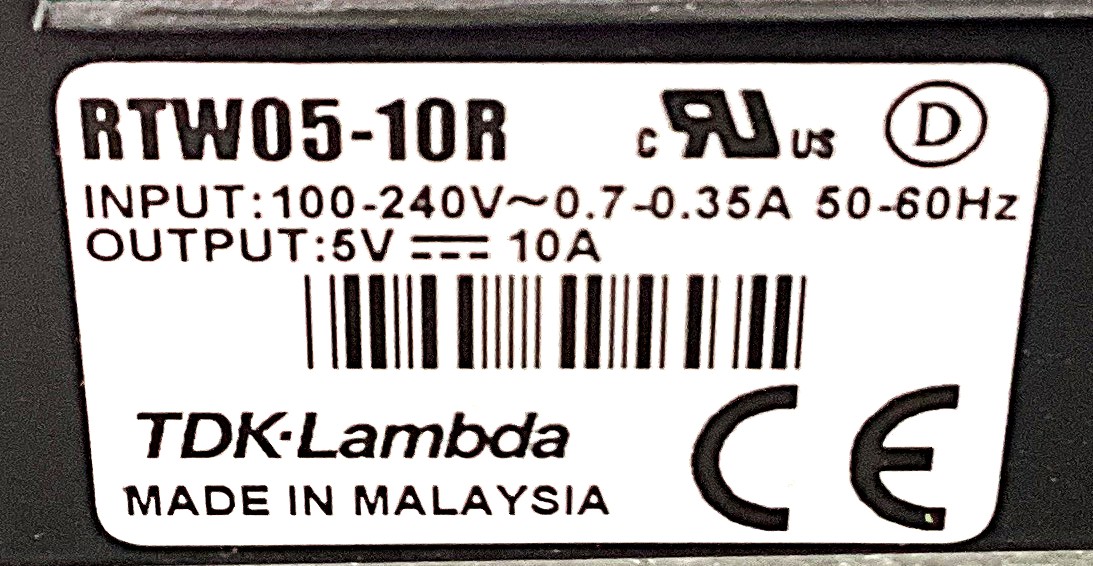 RTW05-10R c RU US D
INPUT:100-240V~0.7-0.35A 50-60Hz
OUTPUT:5V ⎓ 10A
TDK-Lambda
MADE IN MALAYSIA
CE